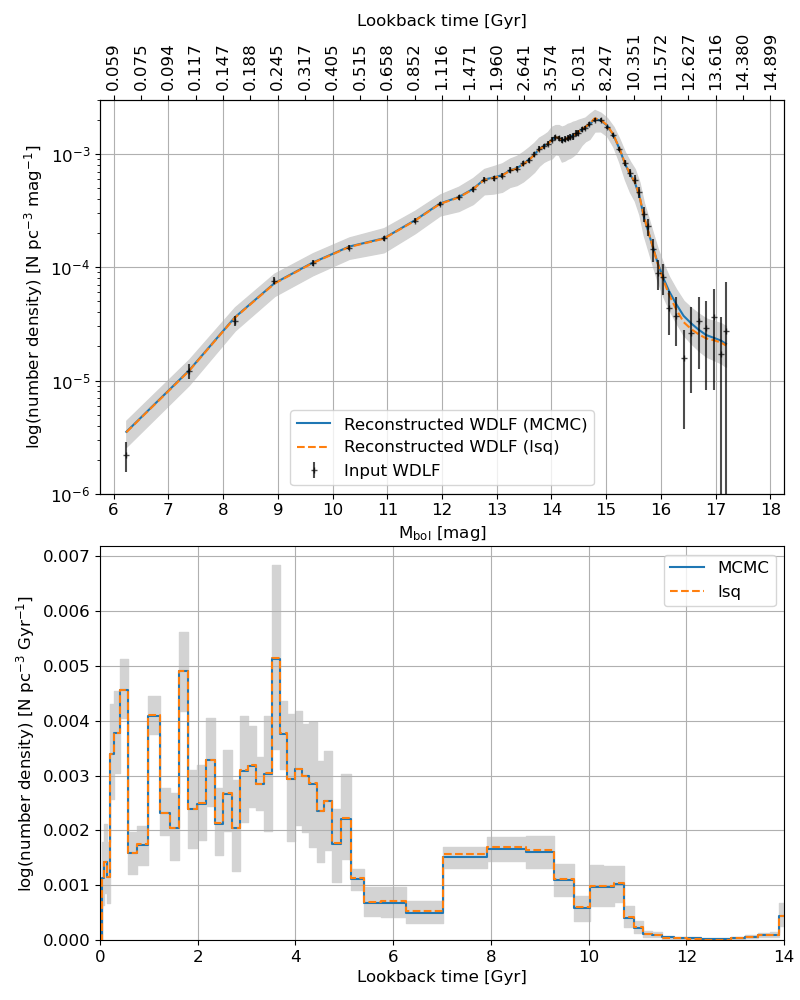 Lookback time [Gyr]
0.059 0.075 0.094 0.117 0.147 0.188 0.245 0.317 0.405 0.515 0.658 0.852 1.116 1.471 1.960 2.641 3.574 5.031 8.247 10.351 11.572 12.627 13.616 14.380 14.899
log(number density) [N pc⁻³ mag⁻¹]
10⁻³
10⁻⁴
10⁻⁵
10⁻⁶
Reconstructed WDLF (MCMC)
Reconstructed WDLF (lsq)
Input WDLF
6 7 8 9 10 11 12 13 14 15 16 17 18
M_bol [mag]
log(number density) [N pc⁻³ Gyr⁻¹]
0.007
0.006
0.005
0.004
0.003
0.002
0.001
0.000
MCMC
lsq
0 2 4 6 8 10 12 14
Lookback time [Gyr]